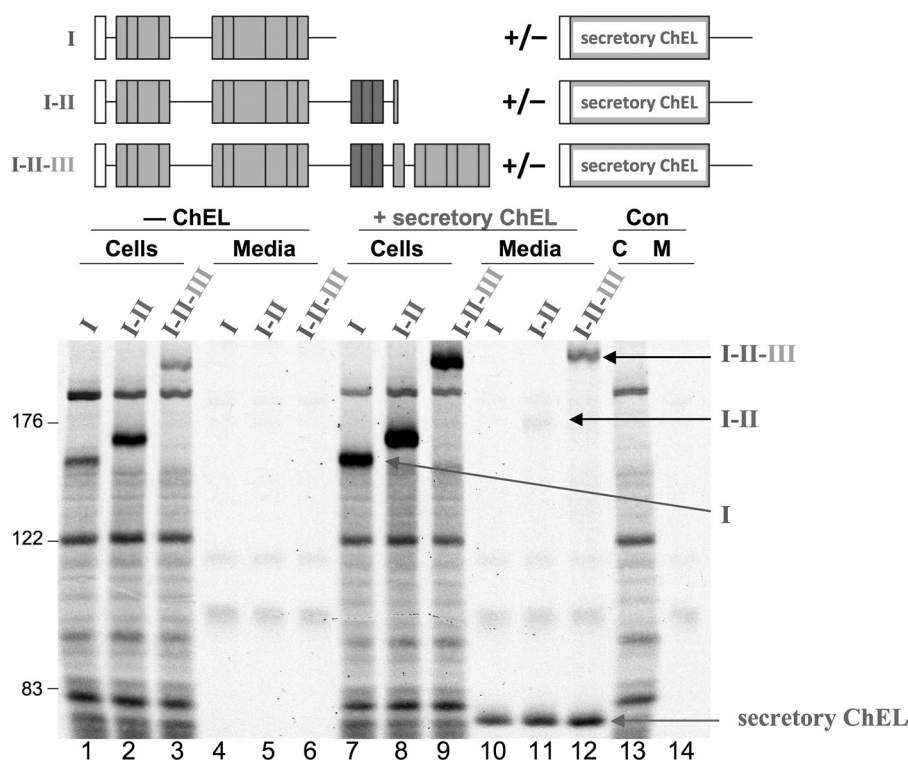 I +/– secretory ChEL
I-II +/– secretory ChEL
I-II-III +/– secretory ChEL
— ChEL + secretory ChEL Con
Cells Media Cells Media C M
I I-II I-II-III I I-II I-II-III I I-II I-II-III I I-II I-II-III
I-II-III
176 I-II
I
122
83
secretory ChEL
1 2 3 4 5 6 7 8 9 10 11 12 13 14